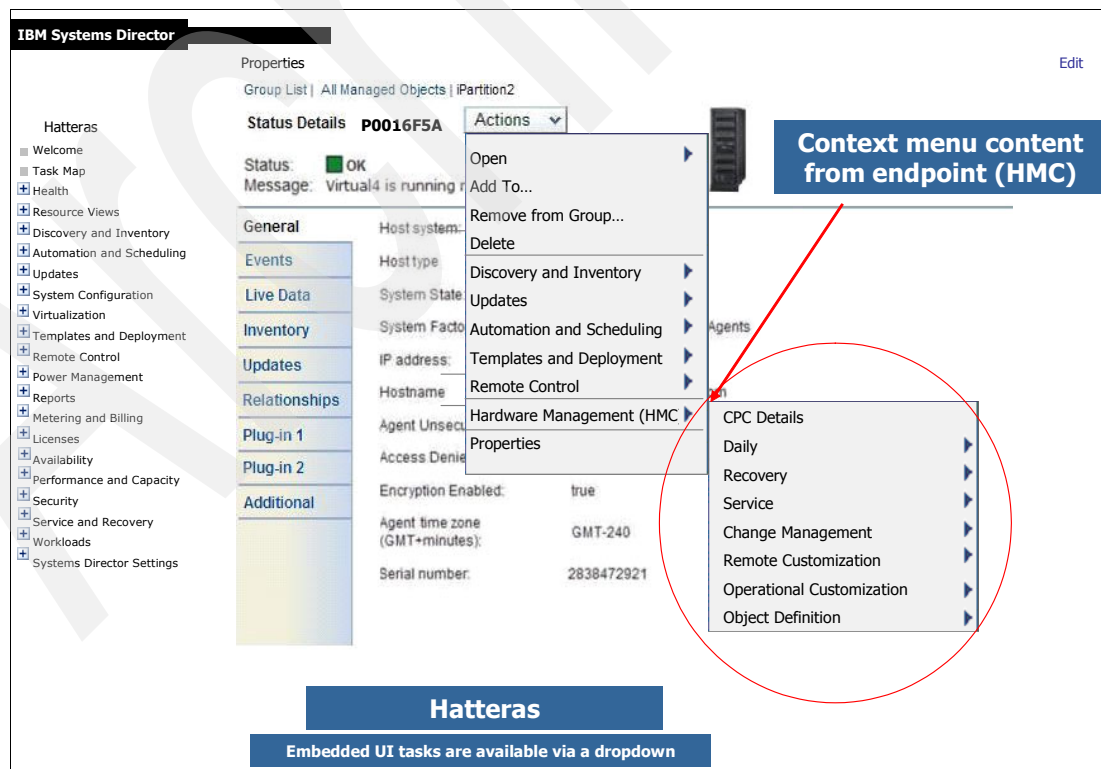 IBM Systems Director
Properties
Edit
Group List | All Managed Objects | iPartition2
Hatteras
Welcome
Task Map
Health
Resource Views
Discovery and Inventory
Automation and Scheduling
Updates
System Configuration
Virtualization
Templates and Deployment
Remote Control
Power Management
Reports
Metering and Billing
Licenses
Availability
Performance and Capacity
Security
Service and Recovery
Workloads
Systems Director Settings
Status Details P0016F5A
Actions
Status: OK
Message: Virtual4 is running
General
Events
Live Data
Inventory
Updates
Relationships
Plug-in 1
Plug-in 2
Additional
Host system:
Host type
System State:
System Facto
Agents
IP address:
Hostname
Agent Unsecu
Access Denie
Encryption Enabled: true
Agent time zone
(GMT+minutes): GMT-240
Serial number: 2838472921
Open
Add To...
Remove from Group...
Delete
Discovery and Inventory
Updates
Automation and Scheduling
Templates and Deployment
Remote Control
Hardware Management (HMC
Properties
Context menu content
from endpoint (HMC)
CPC Details
Daily
Recovery
Service
Change Management
Remote Customization
Operational Customization
Object Definition
Hatteras
Embedded UI tasks are available via a dropdown